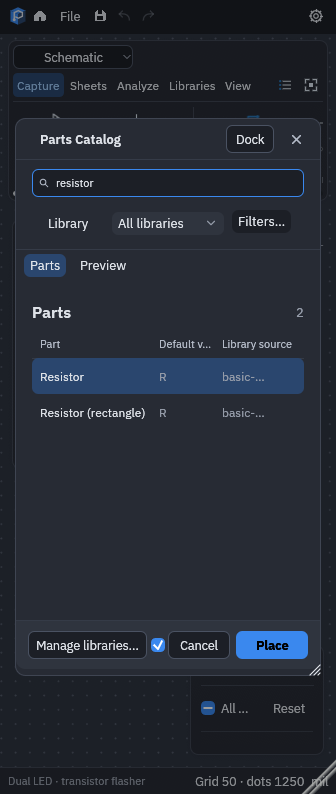 File
Schematic
Capture Sheets Analyze Libraries View
Parts Catalog Dock
resistor
Library All libraries Filters...
Parts Preview
Parts 2
Part Default v... Library source
Resistor R basic-...
Resistor (rectangle) R basic-...
Manage libraries... Cancel Place
All ... Reset
Dual LED · transistor flasher Grid 50 · dots 1250 mil